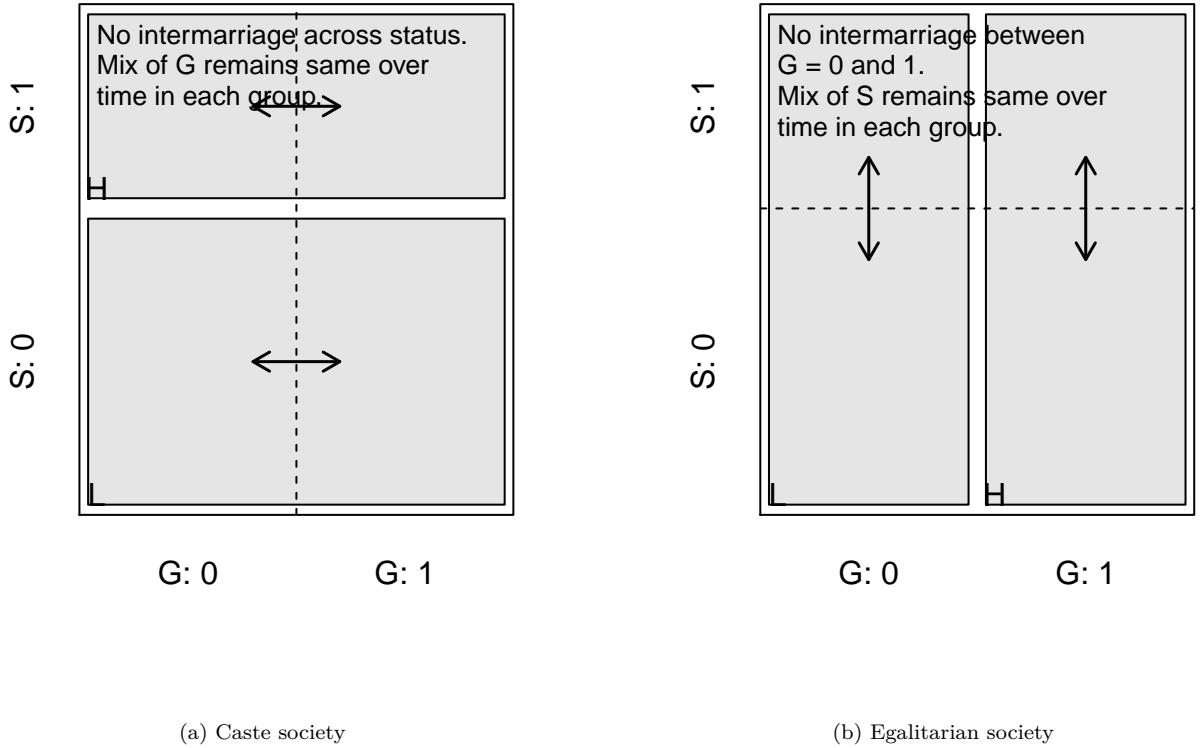 No intermarriage across status.
Mix of G remains same over
time in each group.
S: 1
H
S: 0
L
G: 0 G: 1
(a) Caste society
No intermarriage between
G = 0 and 1.
Mix of S remains same over
time in each group.
S: 1
S: 0
L H
G: 0 G: 1
(b) Egalitarian society